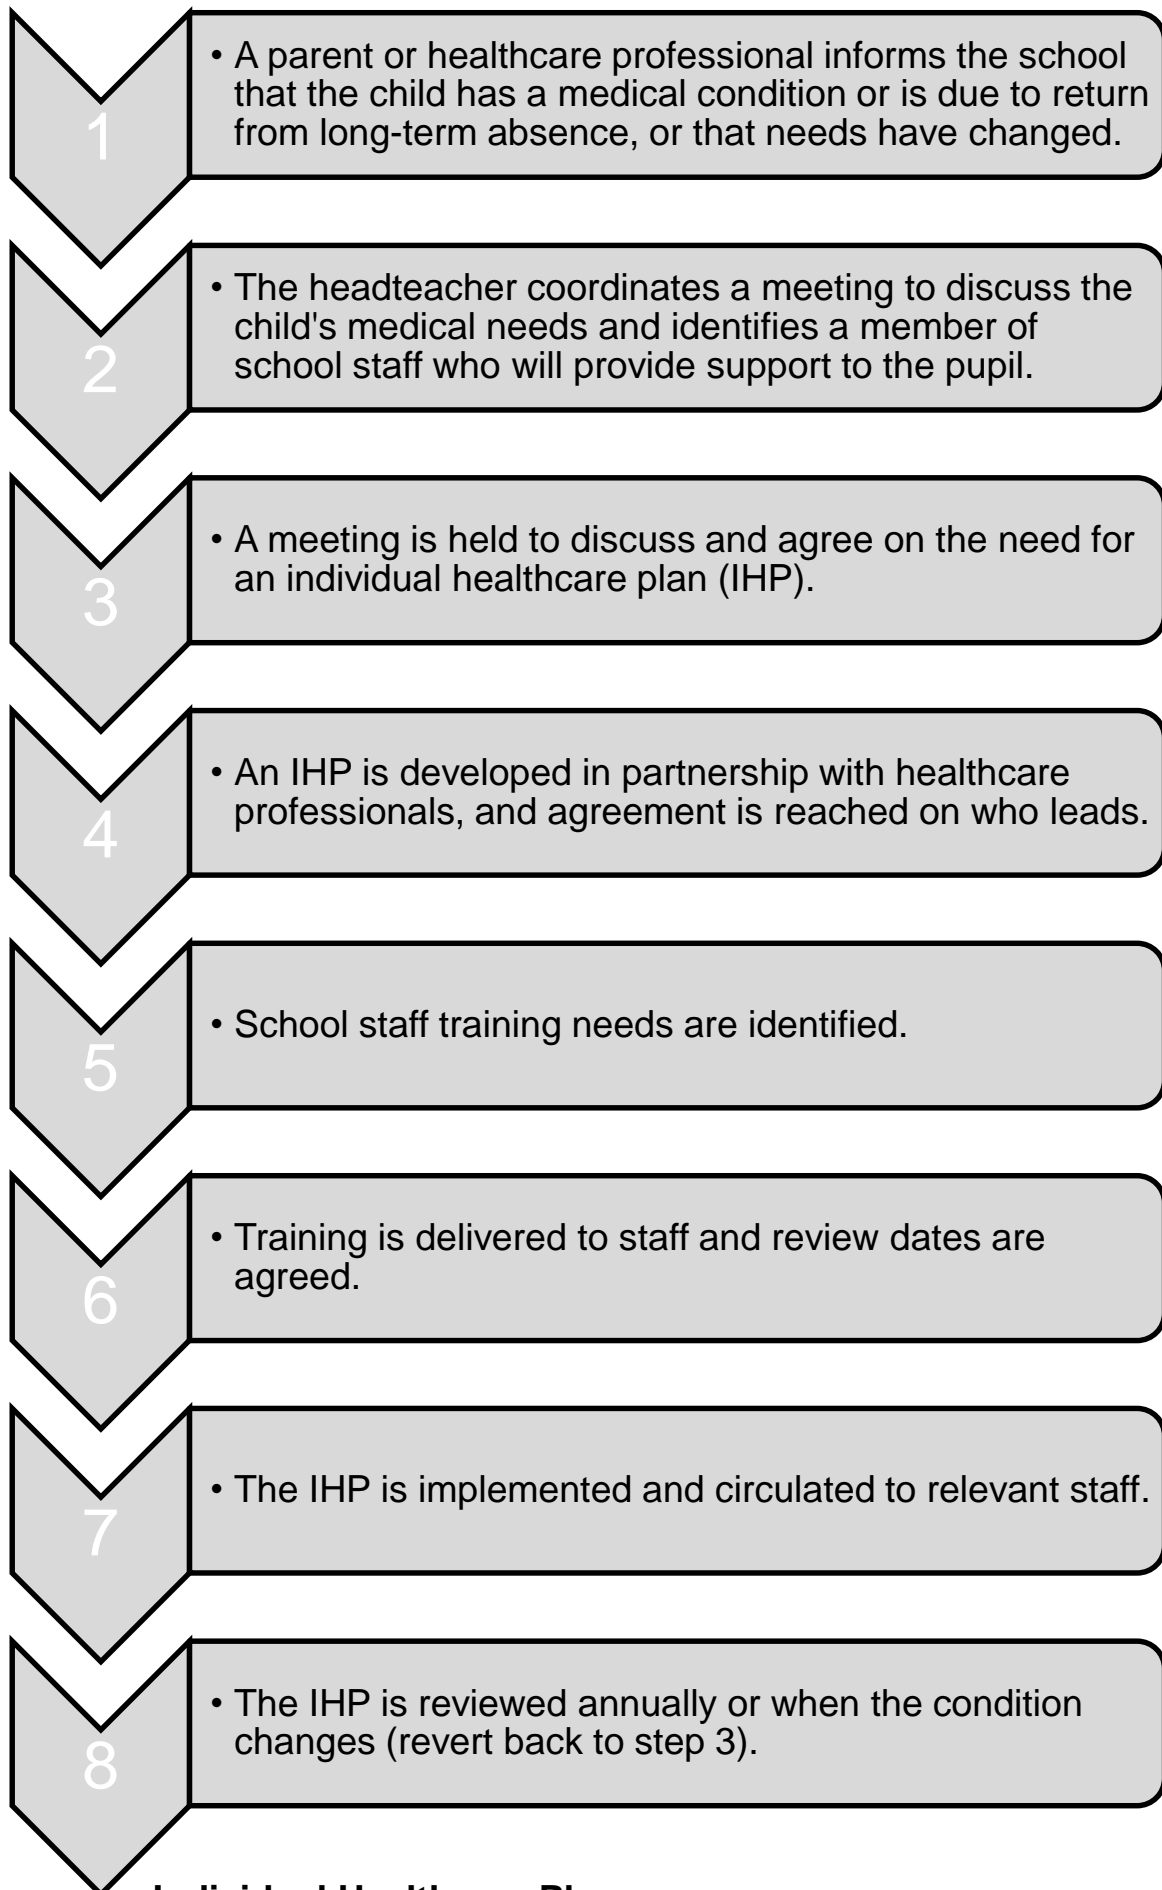 1
• A parent or healthcare professional informs the school
that the child has a medical condition or is due to return
from long-term absence, or that needs have changed.
2
• The headteacher coordinates a meeting to discuss the
child's medical needs and identifies a member of
school staff who will provide support to the pupil.
3
• A meeting is held to discuss and agree on the need for
an individual healthcare plan (IHP).
4
• An IHP is developed in partnership with healthcare
professionals, and agreement is reached on who leads.
5
• School staff training needs are identified.
6
• Training is delivered to staff and review dates are
agreed.
7
• The IHP is implemented and circulated to relevant staff.
8
• The IHP is reviewed annually or when the condition
changes (revert back to step 3).